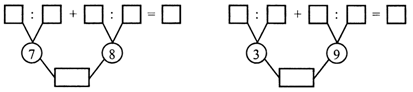 □ : □ + □ : □ = □ □ : □ + □ : □ = □
7 8 3 9